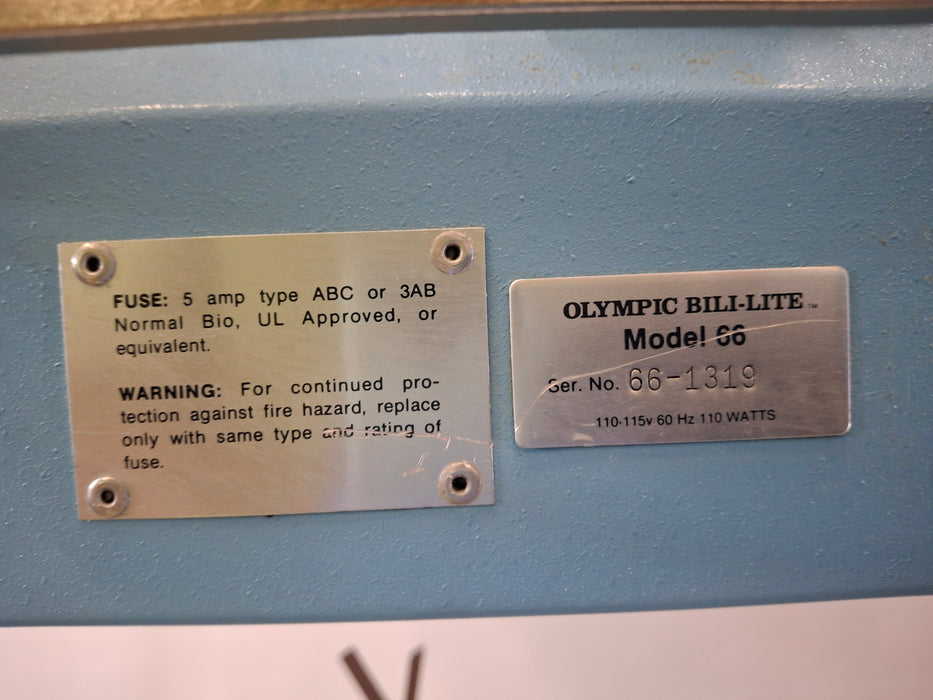 FUSE: 5 amp type ABC or 3AB
Normal Bio, UL Approved, or
equivalent.
WARNING: For continued pro-
tection against fire hazard, replace
only with same type and rating of
fuse.
OLYMPIC BILI-LITE™
Model 66
Ser. No. 66-1319
110-115v 60 Hz 110 WATTS